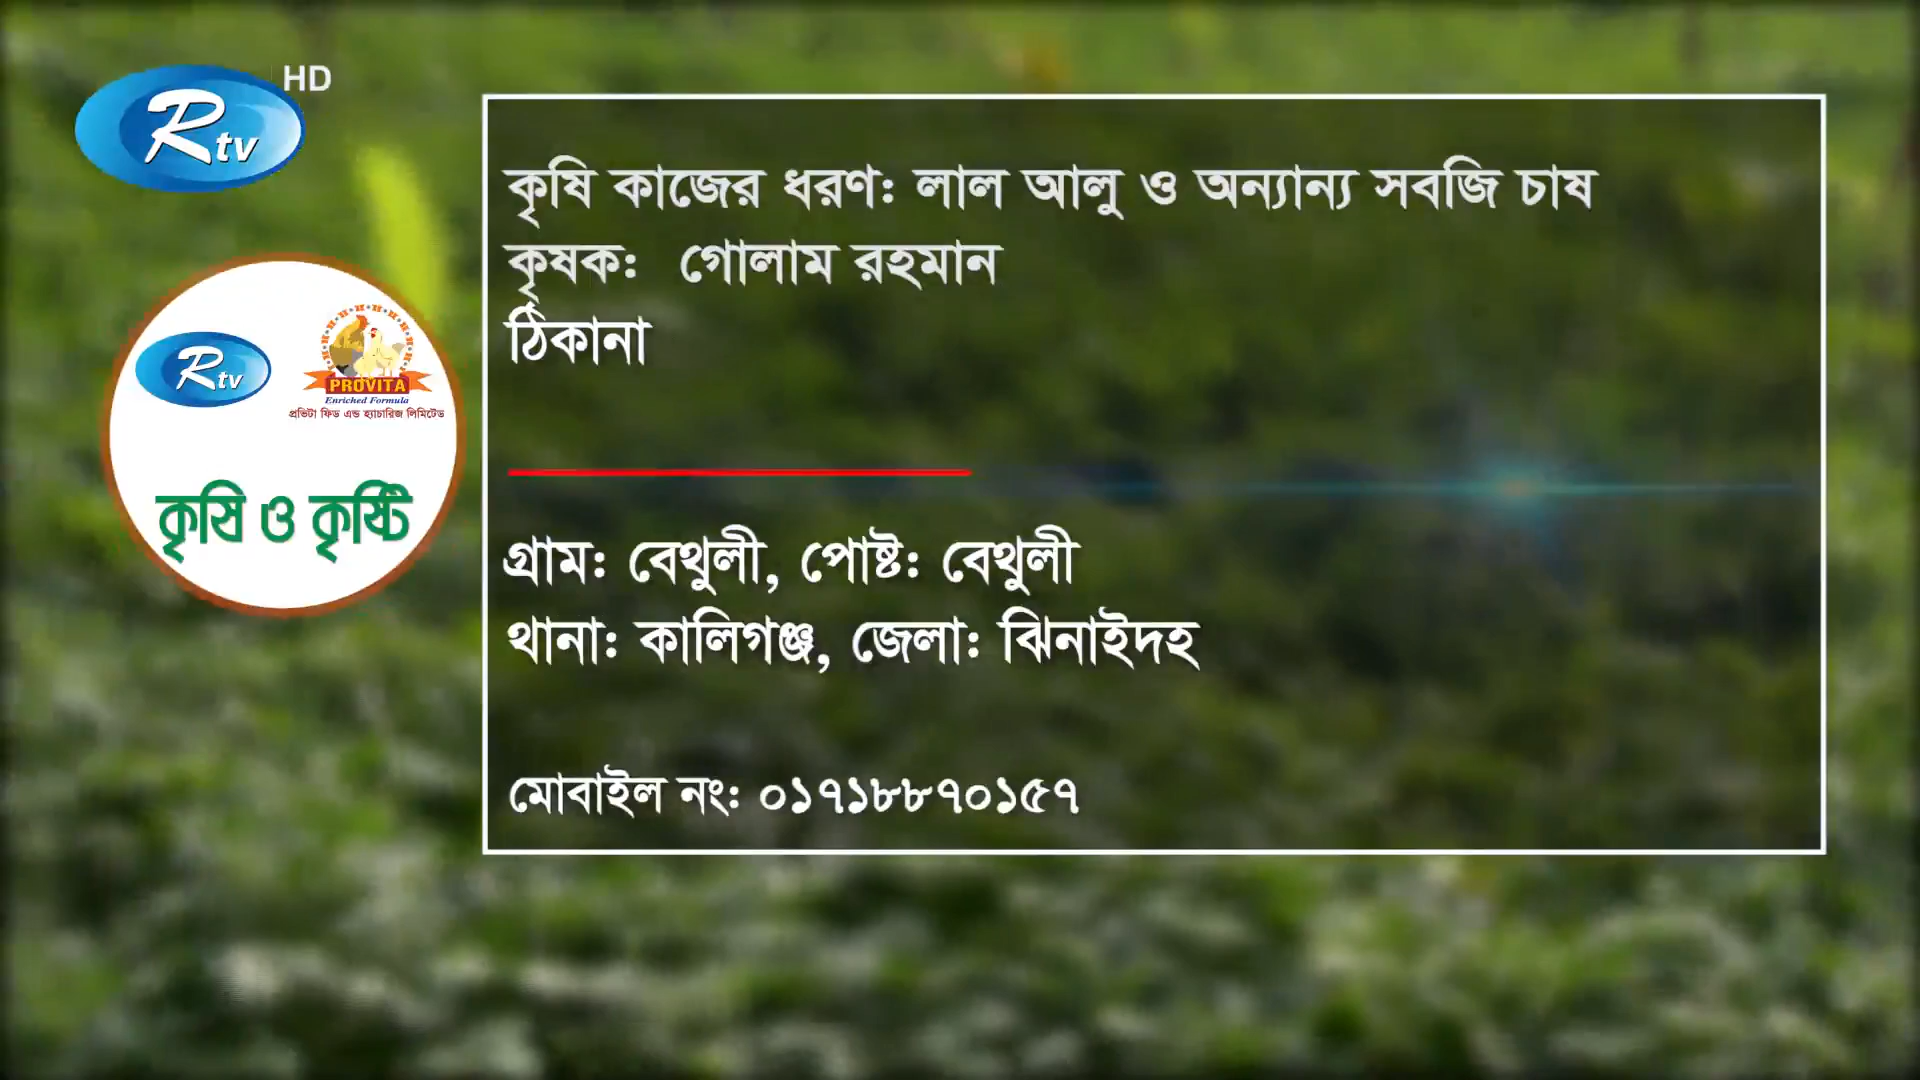 Rtv HD
কৃষি কাজের ধরণ: লাল আলু ও অন্যান্য সবজি চাষ
কৃষক: গোলাম রহমান
ঠিকানা
Rtv
PROVITA
Enriched Formula
প্রভিটা ফিড এন্ড হ্যাচারিজ লিমিটেড
কৃষি ও কৃষ্টি
গ্রাম: বেথুলী, পোষ্ট: বেথুলী
থানা: কালিগঞ্জ, জেলা: ঝিনাইদহ
মোবাইল নং: ০১৭১৮৮৭০১৫৭